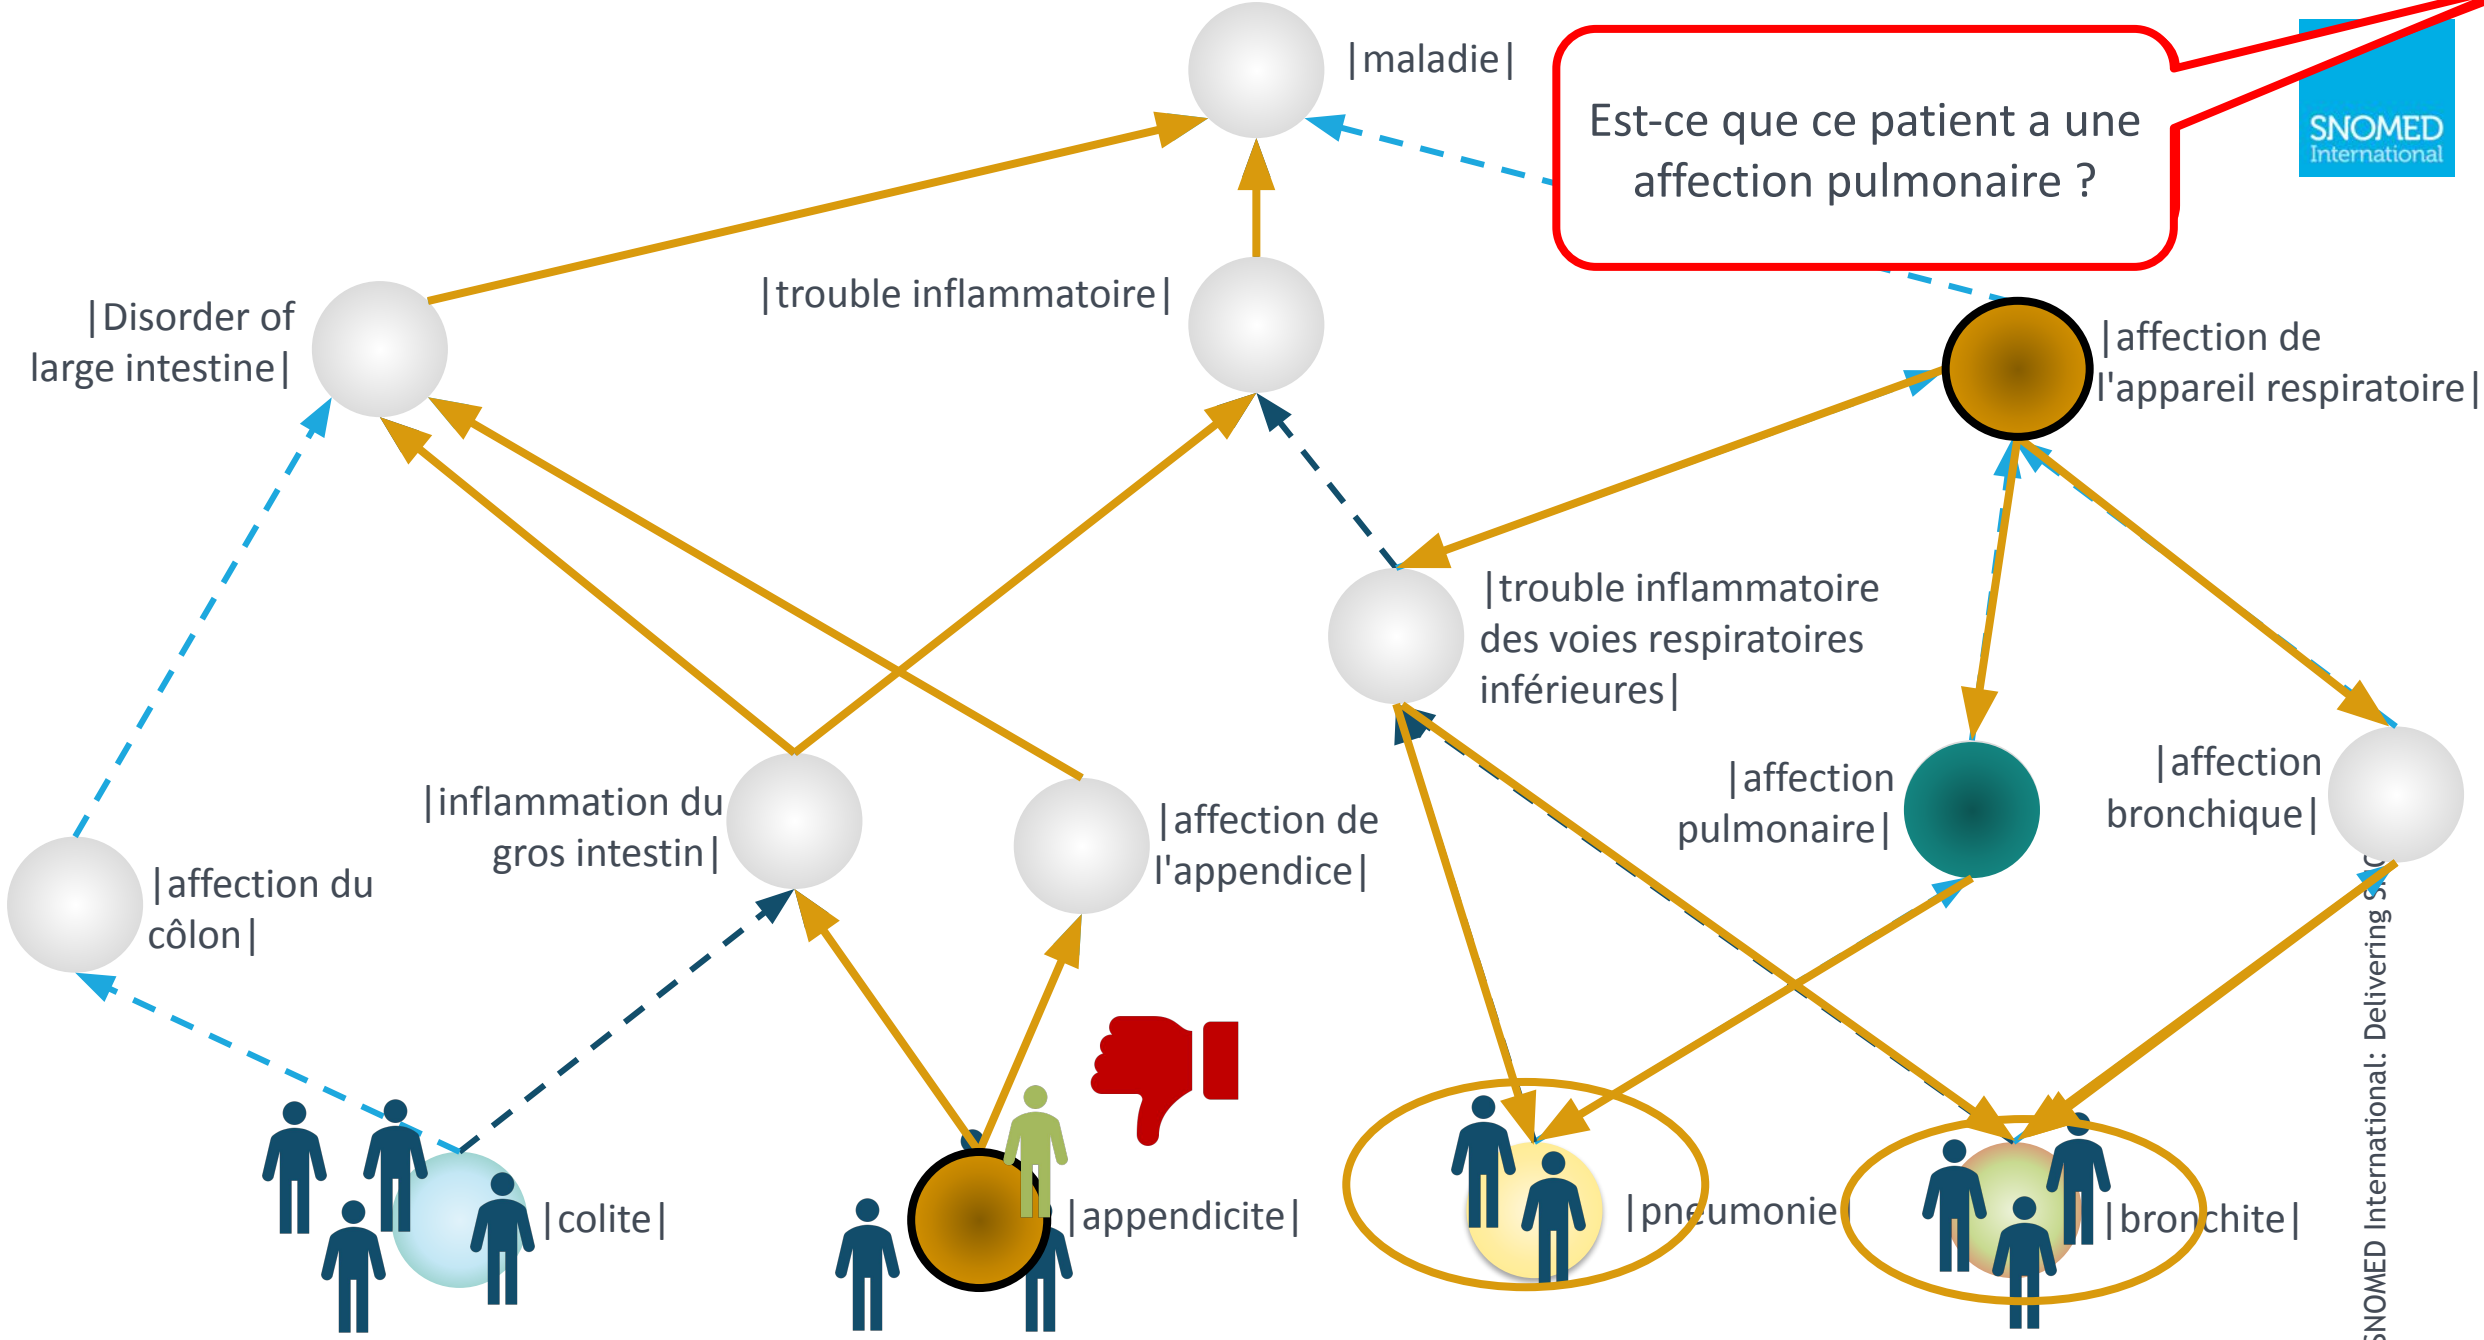 |maladie|
Est-ce que ce patient a une
affection pulmonaire ?
SNOMED
International
|Disorder of
large intestine|
|trouble inflammatoire|
|affection de
l'appareil respiratoire|
|trouble inflammatoire
des voies respiratoires
inférieures|
|affection
pulmonaire|
|affection
bronchique|
|inflammation du
gros intestin|
|affection de
l'appendice|
|affection du
côlon|
|colite|
|appendicite|
|pneumonie|
|bronchite|
SNOMED International: Delivering